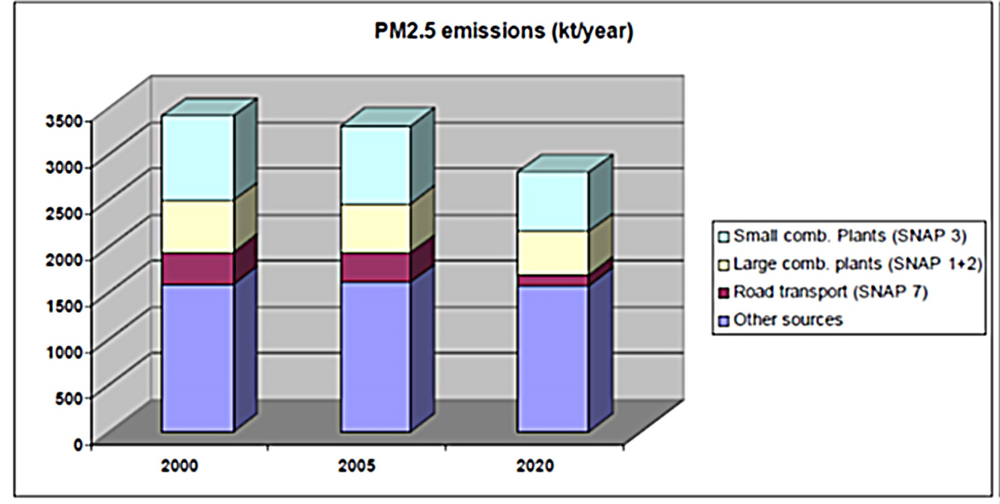 PM2.5 emissions (kt/year)
3500
3000
2500
2000
1500
1000
500
0
2000 2005 2020
Small comb. Plants (SNAP 3)
Large comb. plants (SNAP 1+2)
Road transport (SNAP 7)
Other sources